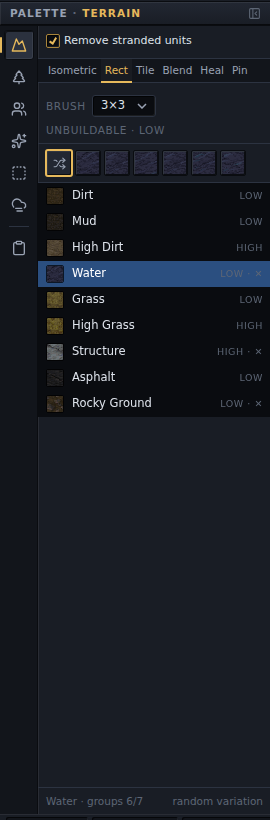 PALETTE · TERRAIN
Remove stranded units
Isometric Rect Tile Blend Heal Pin
BRUSH 3×3
UNBUILDABLE · LOW
Dirt LOW
Mud LOW
High Dirt HIGH
Water LOW · ×
Grass LOW
High Grass HIGH
Structure HIGH · ×
Asphalt LOW
Rocky Ground LOW · ×
Water · groups 6/7 random variation